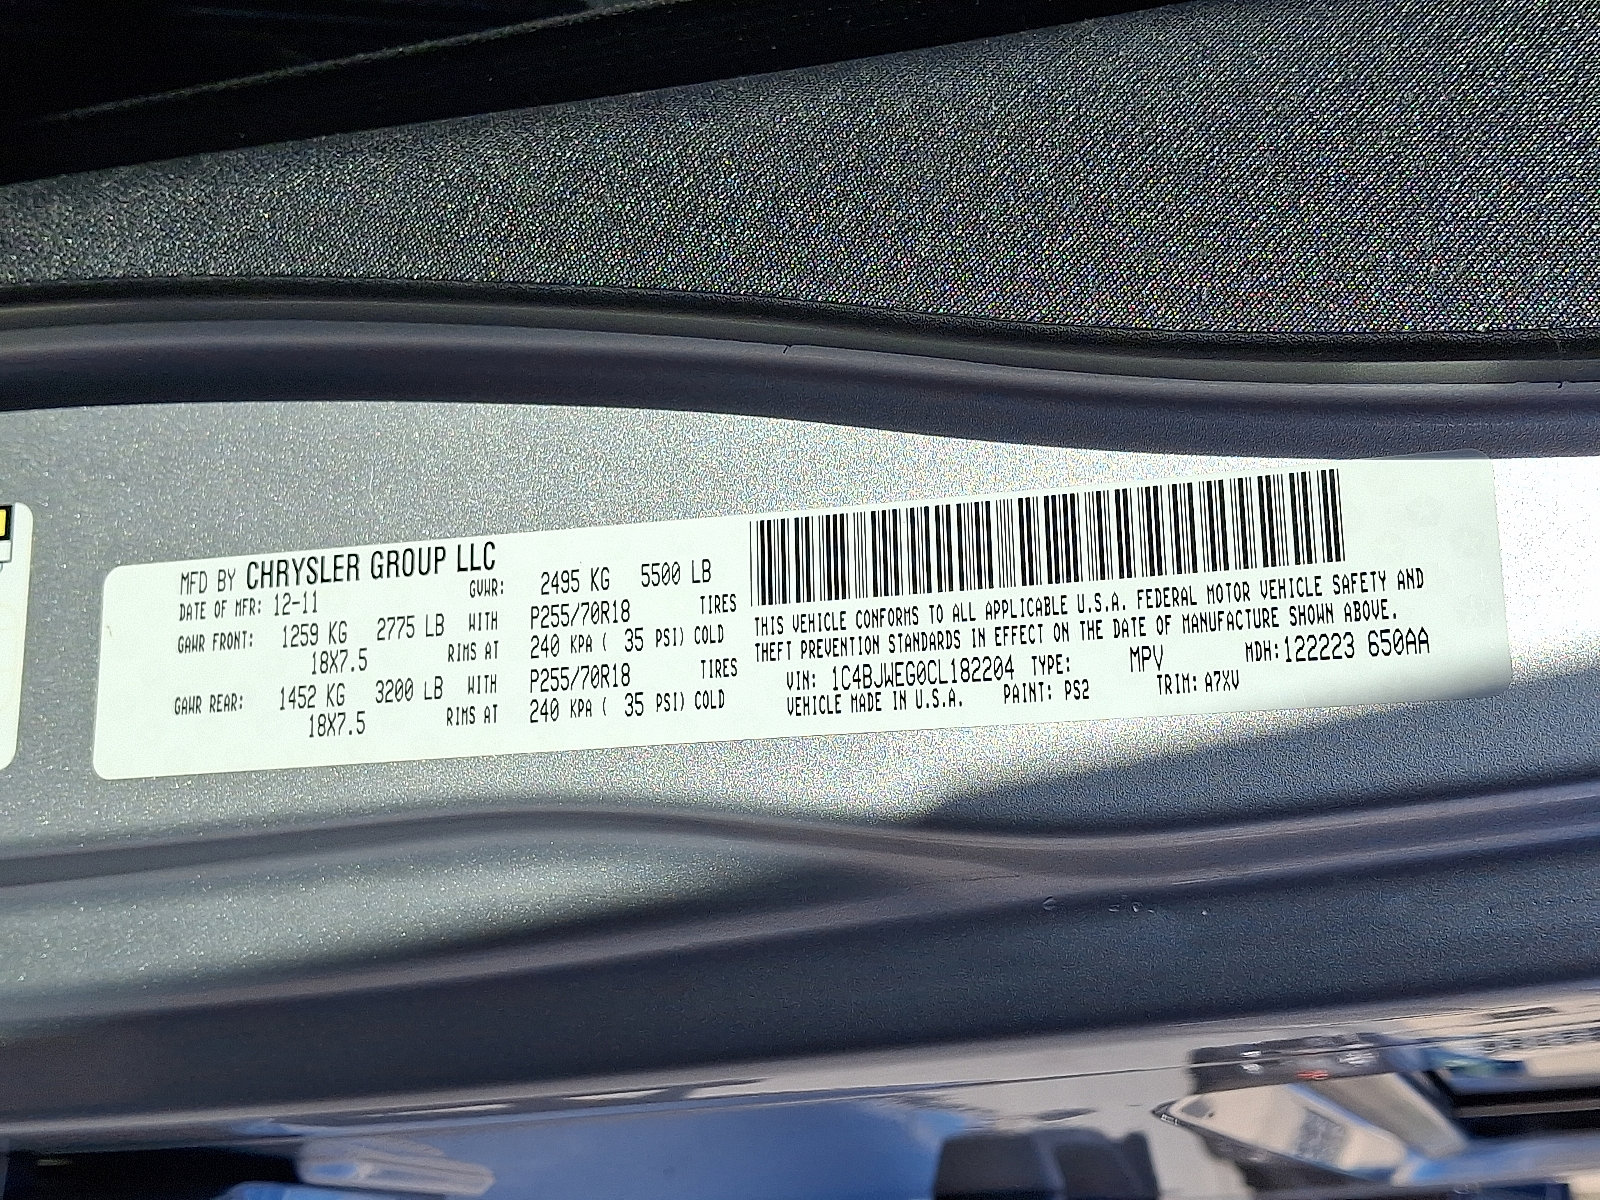 MFD BY CHRYSLER GROUP LLC
DATE OF MFR: 12-11 GVWR: 2495 KG 5500 LB
GAWR FRONT: 1259 KG 2775 LB WITH P255/70R18 TIRES
18X7.5 RIMS AT 240 KPA ( 35 PSI) COLD
GAWR REAR: 1452 KG 3200 LB WITH P255/70R18 TIRES
18X7.5 RIMS AT 240 KPA ( 35 PSI) COLD
THIS VEHICLE CONFORMS TO ALL APPLICABLE U.S.A. FEDERAL MOTOR VEHICLE SAFETY AND
THEFT PREVENTION STANDARDS IN EFFECT ON THE DATE OF MANUFACTURE SHOWN ABOVE.
VIN: 1C4BJWEG0CL182204 TYPE: MPV MDH: 122223 650AA
VEHICLE MADE IN U.S.A. PAINT: PS2 TRIM: A7XV